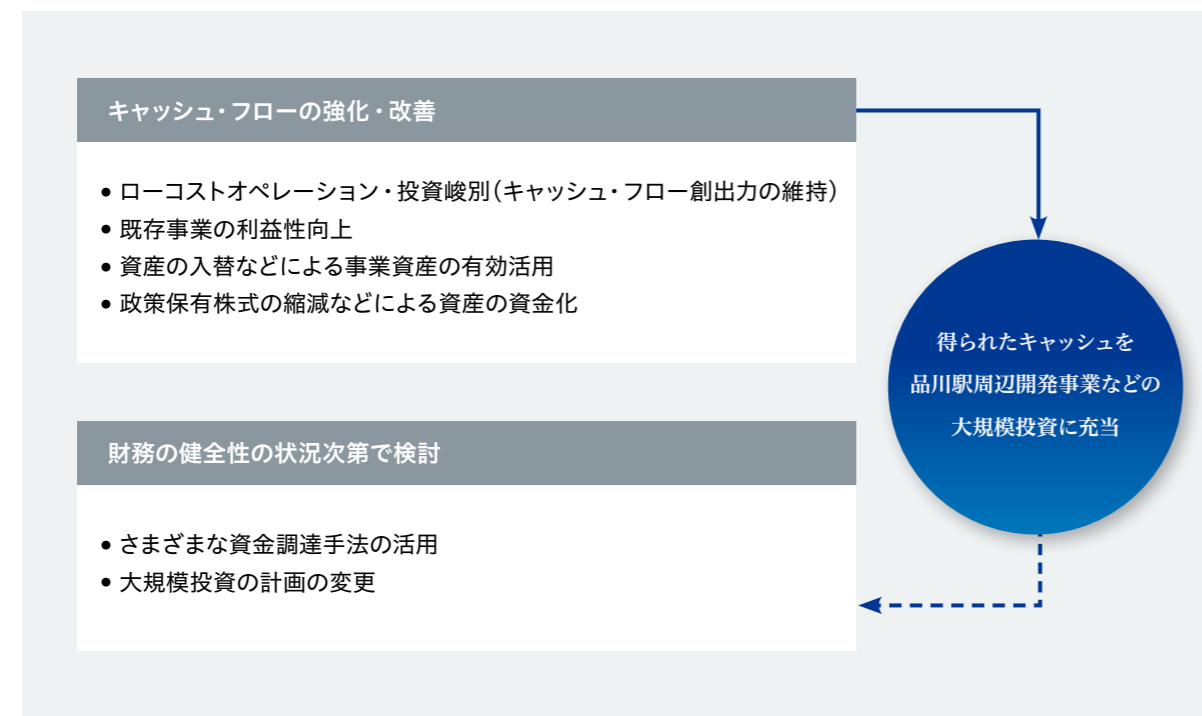 キャッシュ・フローの強化・改善
● ローコストオペレーション・投資峻別（キャッシュ・フロー創出力の維持）
● 既存事業の利益性向上
● 資産の入替などによる事業資産の有効活用
● 政策保有株式の縮減などによる資産の資金化
得られたキャッシュを
品川駅周辺開発事業などの
大規模投資に充当
財務の健全性の状況次第で検討
● さまざまな資金調達手法の活用
● 大規模投資の計画の変更